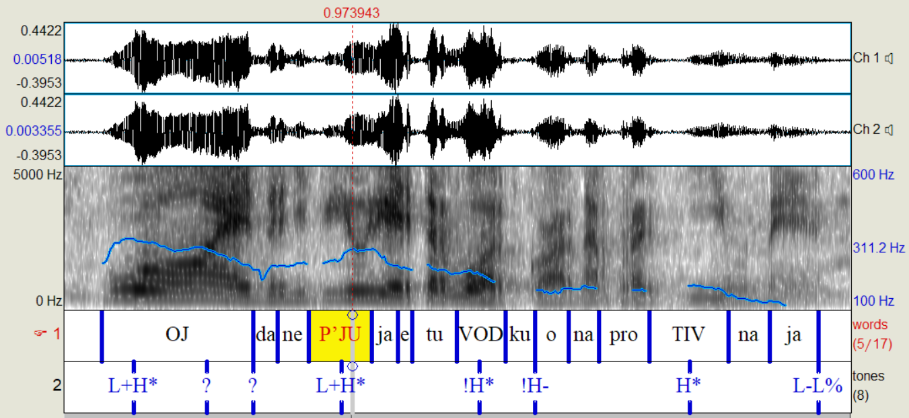 0.973943
0.4422
0.00518
-0.3953
Ch 1
0.4422
0.003355
-0.3953
Ch 2
5000 Hz 600 Hz
311.2 Hz
0 Hz 100 Hz
1 OJ da ne P'JU ja e tu VOD ku o na pro TIV na ja words (5/17)
2 L+H* ? ? L+H* !H* !H- H* L-L% tones (8)